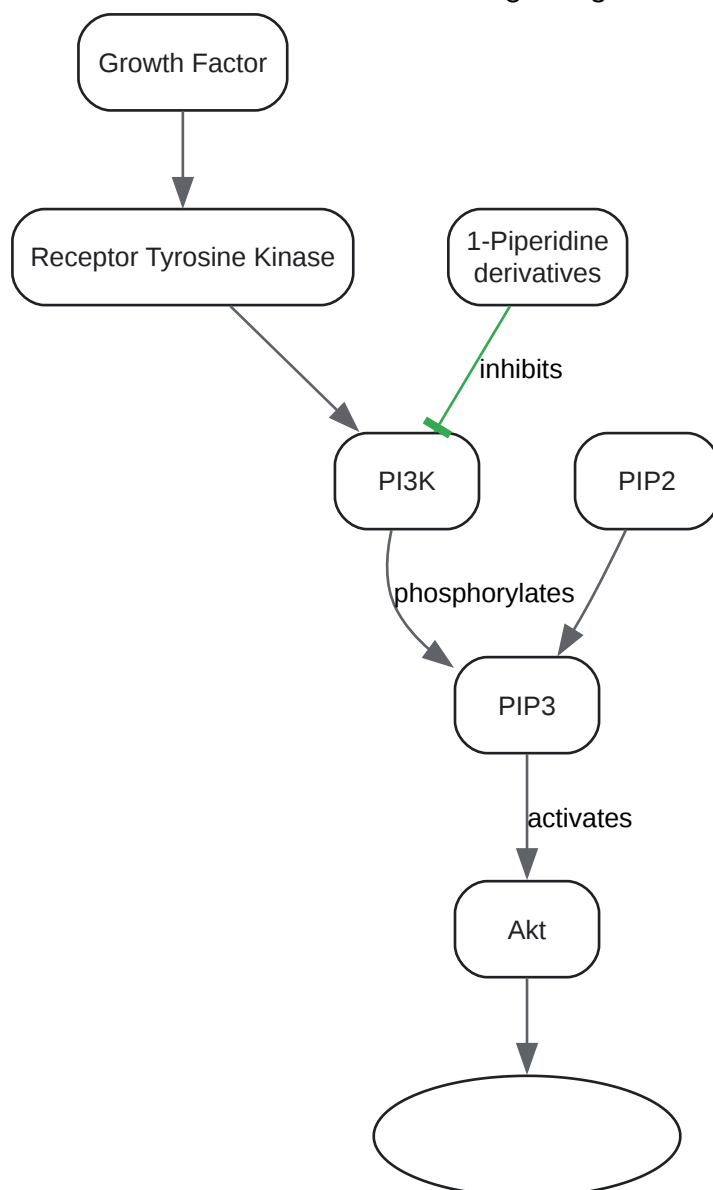 Growth Factor
Receptor Tyrosine Kinase
1-Piperidine
derivatives
inhibits
PI3K
PIP2
phosphorylates
PIP3
activates
Akt